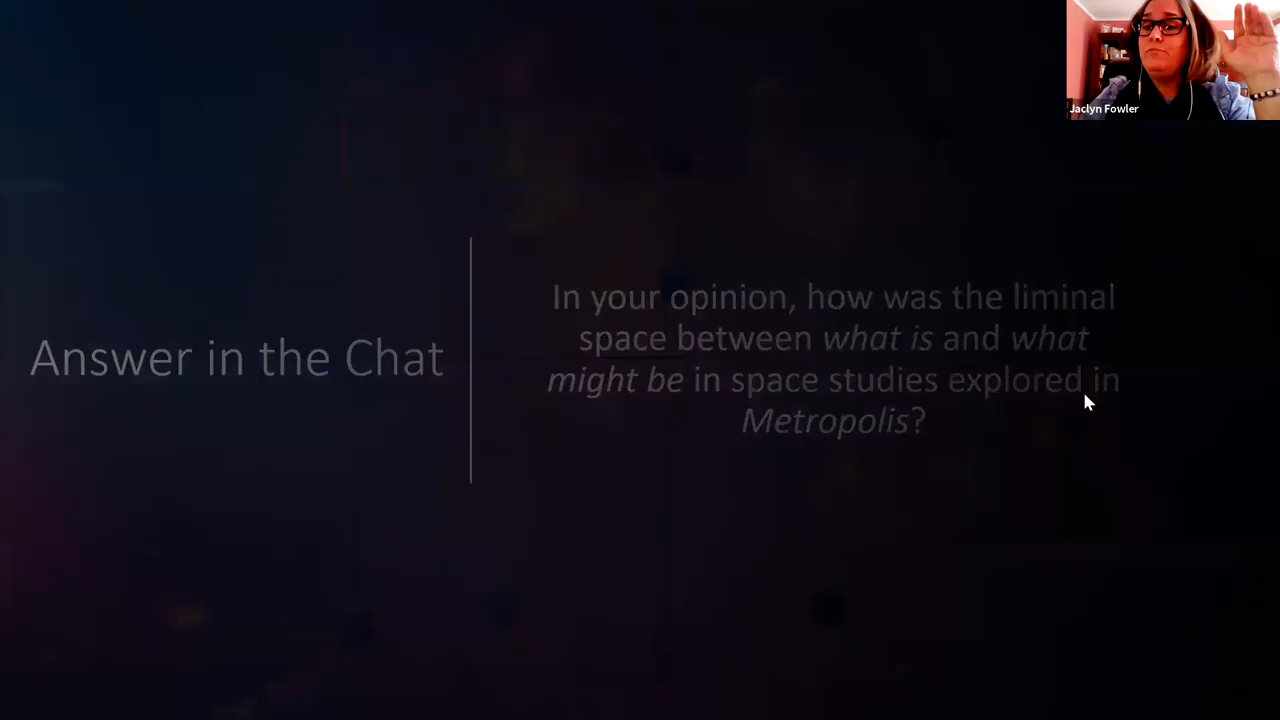 Jaclyn Fowler
Answer in the Chat
In your opinion, how was the liminal
space between what is and what
might be in space studies explored in
Metropolis?